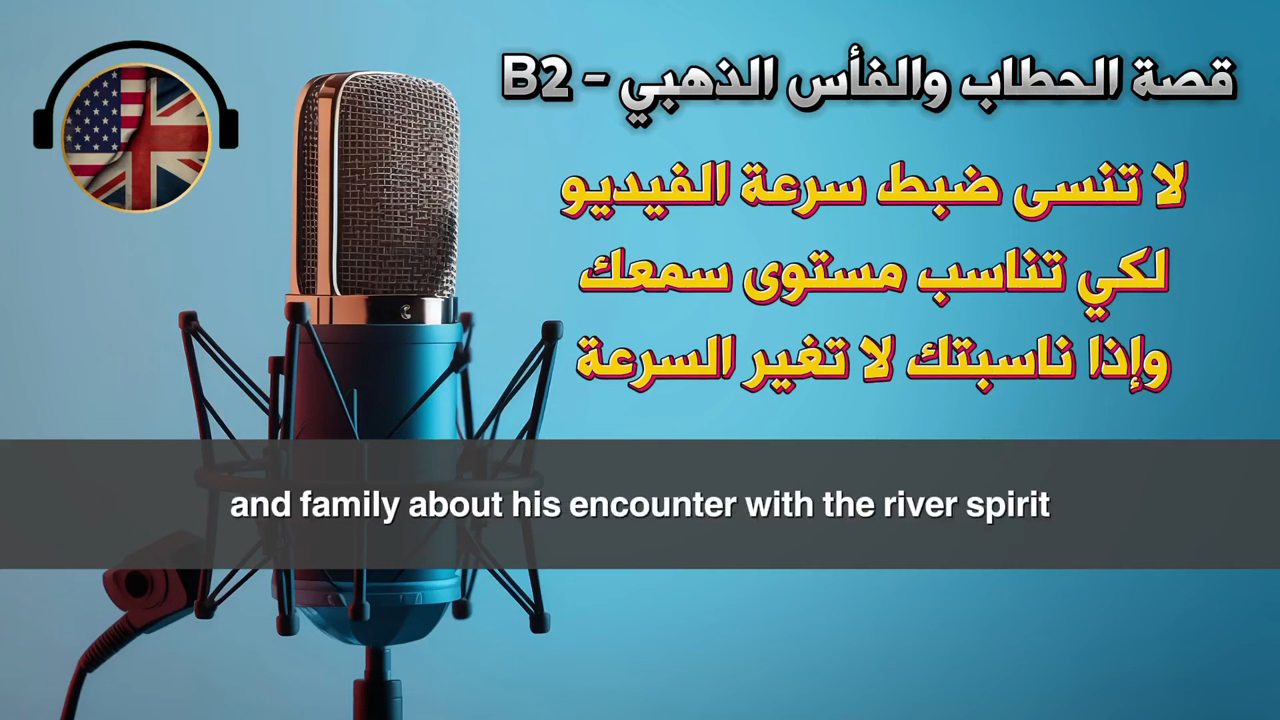 قصة الحطاب والفأس الذهبي - B2
لا تنسى ضبط سرعة الفيديو
لكي تناسب مستوى سمعك
وإذا ناسبتك لا تغير السرعة
and family about his encounter with the river spirit